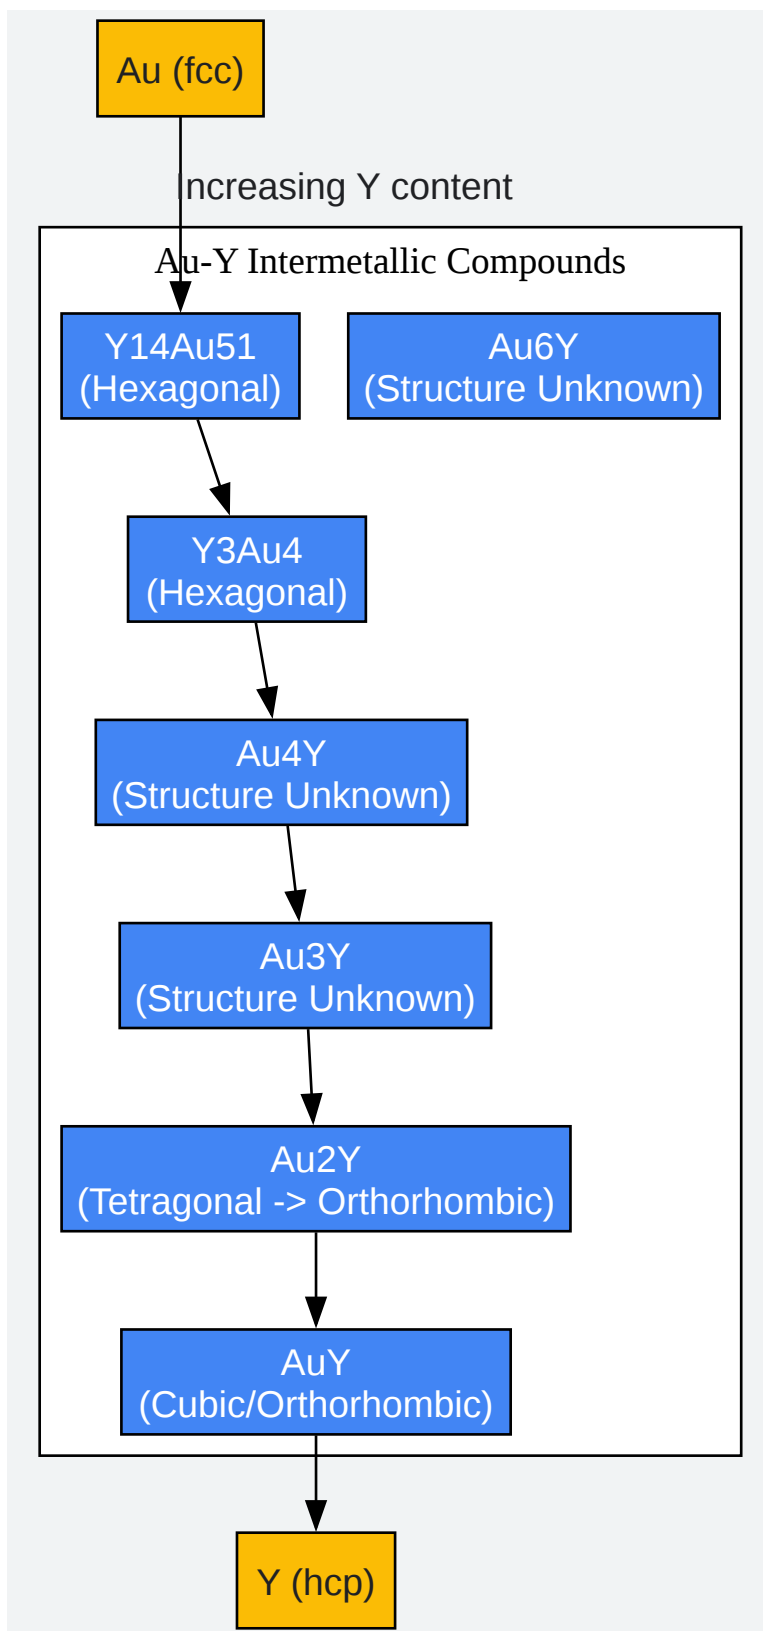 Au (fcc)
Increasing Y content
Au-Y Intermetallic Compounds
Y14Au51
(Hexagonal)
Au6Y
(Structure Unknown)
Y3Au4
(Hexagonal)
Au4Y
(Structure Unknown)
Au3Y
(Structure Unknown)
Au2Y
(Tetragonal -> Orthorhombic)
AuY
(Cubic/Orthorhombic)
Y (hcp)